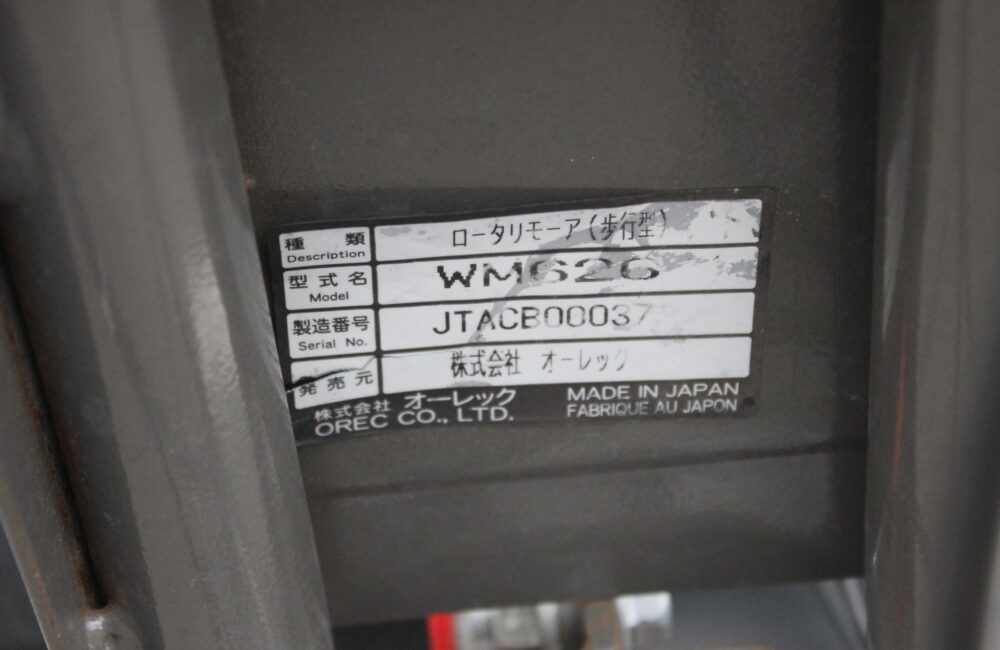 種類 ロータリモーア(歩行型)
Description
型式名 WM626
Model
製造番号 JTACB00037
Serial No.
発売元 株式会社 オーレック
株式会社 オーレック MADE IN JAPAN
OREC CO., LTD. FABRIQUE AU JAPON